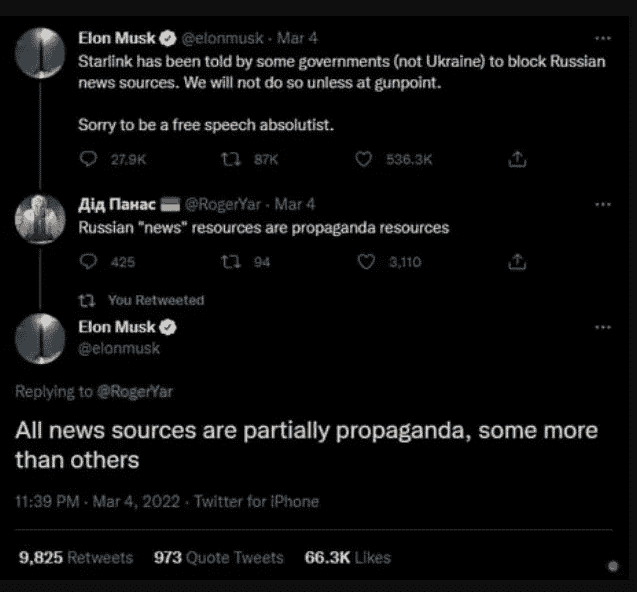 Elon Musk @elonmusk · Mar 4
Starlink has been told by some governments (not Ukraine) to block Russian
news sources. We will not do so unless at gunpoint.
Sorry to be a free speech absolutist.
27.9K 87K 536.3K
Дід Панас @RogerYar · Mar 4
Russian "news" resources are propaganda resources
425 94 3,110
You Retweeted
Elon Musk
@elonmusk
Replying to @RogerYar
All news sources are partially propaganda, some more
than others
11:39 PM · Mar 4, 2022 · Twitter for iPhone
9,825 Retweets 973 Quote Tweets 66.3K Likes